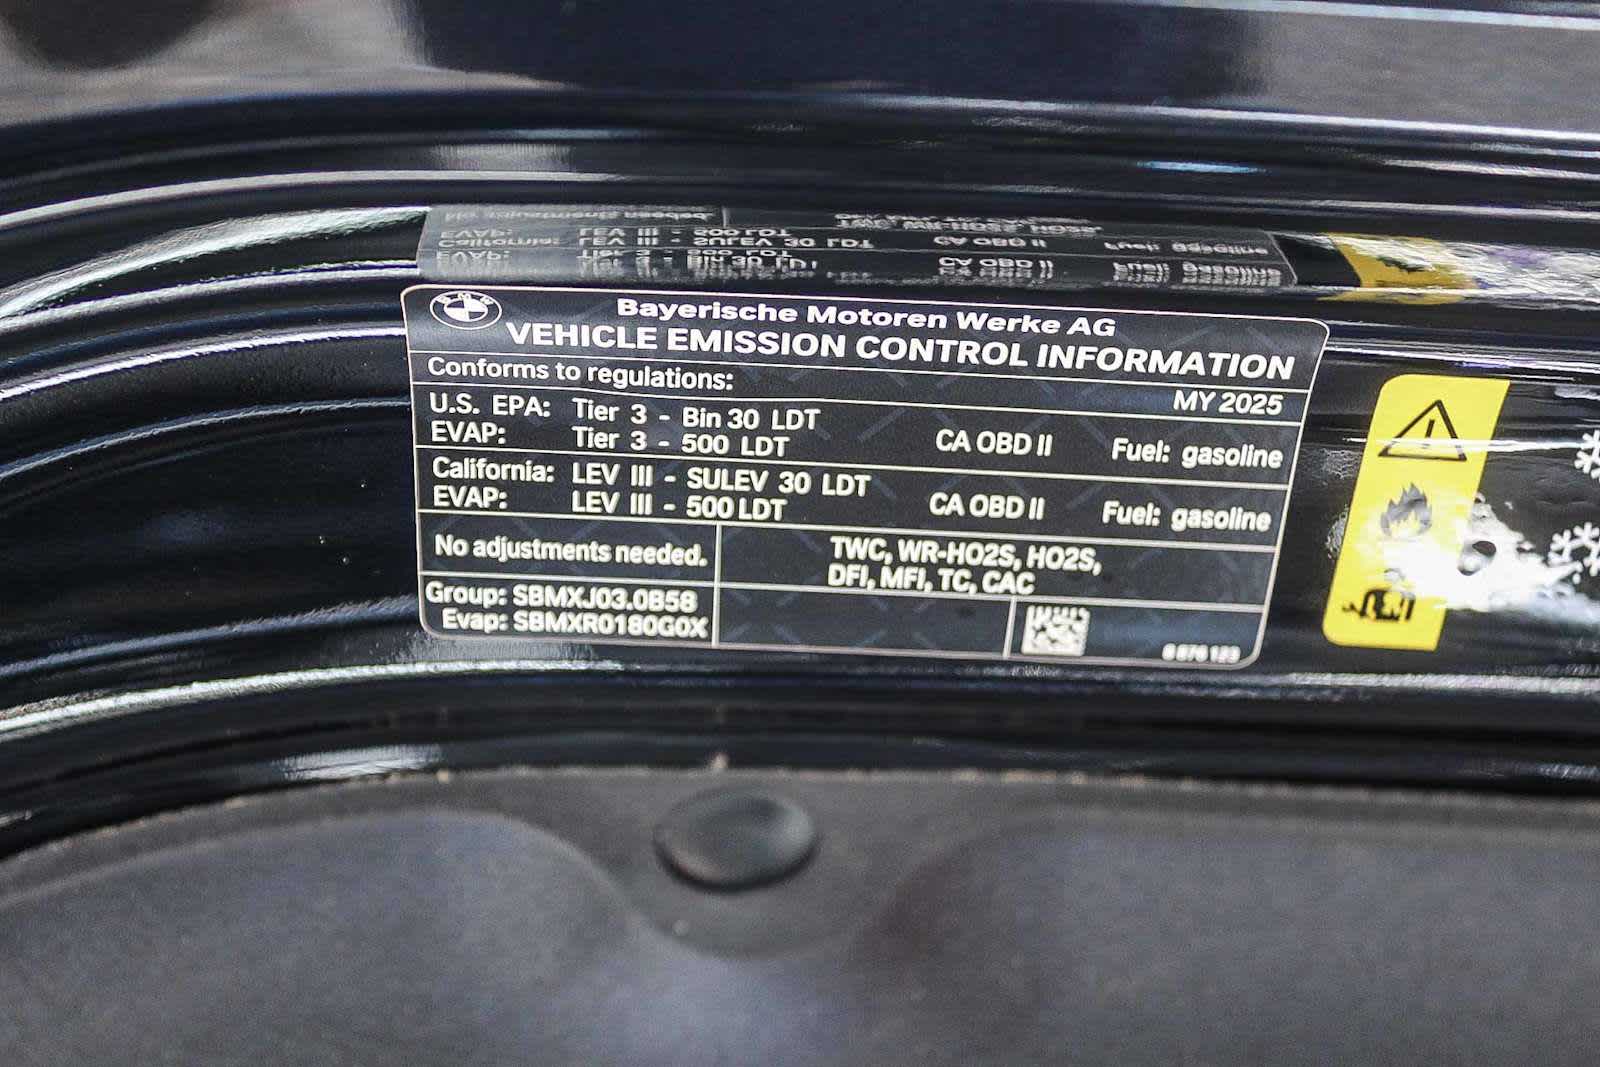 BMW
Bayerische Motoren Werke AG
VEHICLE EMISSION CONTROL INFORMATION
Conforms to regulations:
MY 2025
U.S. EPA: Tier 3 - Bin 30 LDT
EVAP: Tier 3 - 500 LDT CA OBD II Fuel: gasoline
California: LEV III - SULEV 30 LDT
EVAP: LEV III - 500 LDT CA OBD II Fuel: gasoline
No adjustments needed.
TWC, WR-HO2S, HO2S,
DFI, MFI, TC, CAC
Group: SBMXJ03.0B58
Evap: SBMXR0180G0X